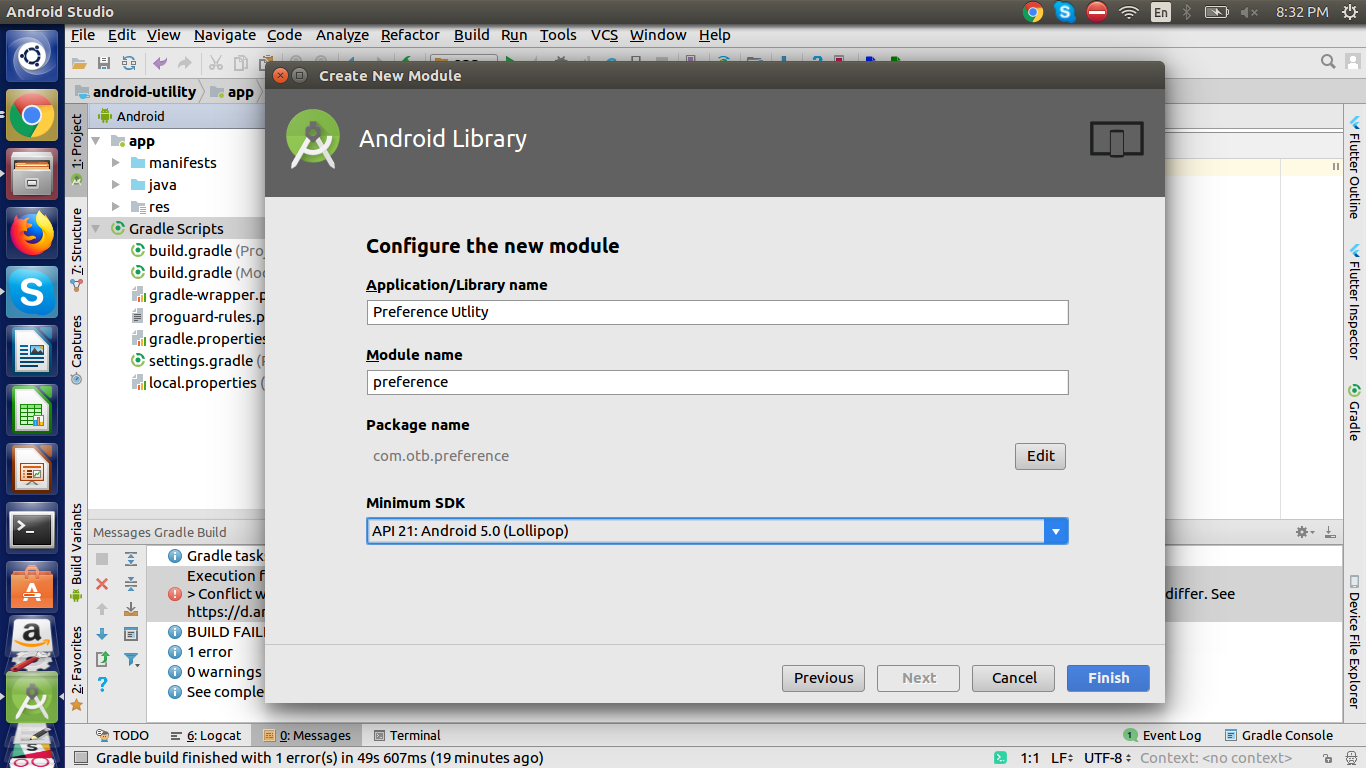 Android Studio
En
8:32 PM
File Edit View Navigate Code Analyze Refactor Build Run Tools VCS Window Help
android-utility
app
Create New Module
Android
Android Library
1: Project
app
manifests
java
res
Gradle Scripts
build.gradle (Pro
build.gradle (Mod
gradle-wrapper.p
proguard-rules.p
gradle.properties
settings.gradle (P
local.properties (
7: Structure
Captures
Build Variants
2: Favorites
Configure the new module
Application/Library name
Preference Utlity
Module name
preference
Package name
com.otb.preference
Edit
Minimum SDK
API 21: Android 5.0 (Lollipop)
Previous
Next
Cancel
Finish
Flutter Outline
Flutter Inspector
Gradle
Device File Explorer
Messages Gradle Build
Gradle task
Execution f
> Conflict w
differ. See
https://d.an
BUILD FAIL
1 error
0 warnings
See comple
TODO
6: Logcat
0: Messages
Terminal
1 Event Log
Gradle Console
Gradle build finished with 1 error(s) in 49s 607ms (19 minutes ago)
1:1
LF
UTF-8
Context: <no context>